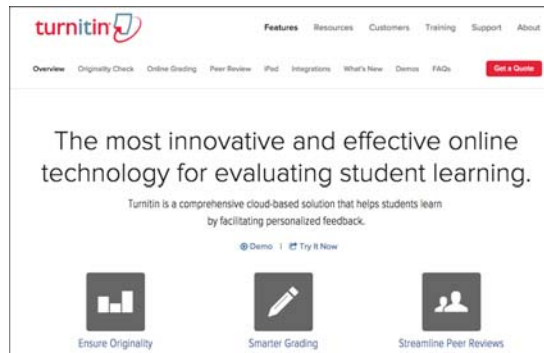 turnitin
Features Resources Customers Training Support About
Overview Originality Check Online Grading Peer Review iPad Integrations What's New Demos FAQs Get a Quote
The most innovative and effective online
technology for evaluating student learning.
Turnitin is a comprehensive cloud-based solution that helps students learn
by facilitating personalized feedback.
Demo | Try It Now
Ensure Originality Smarter Grading Streamline Peer Reviews